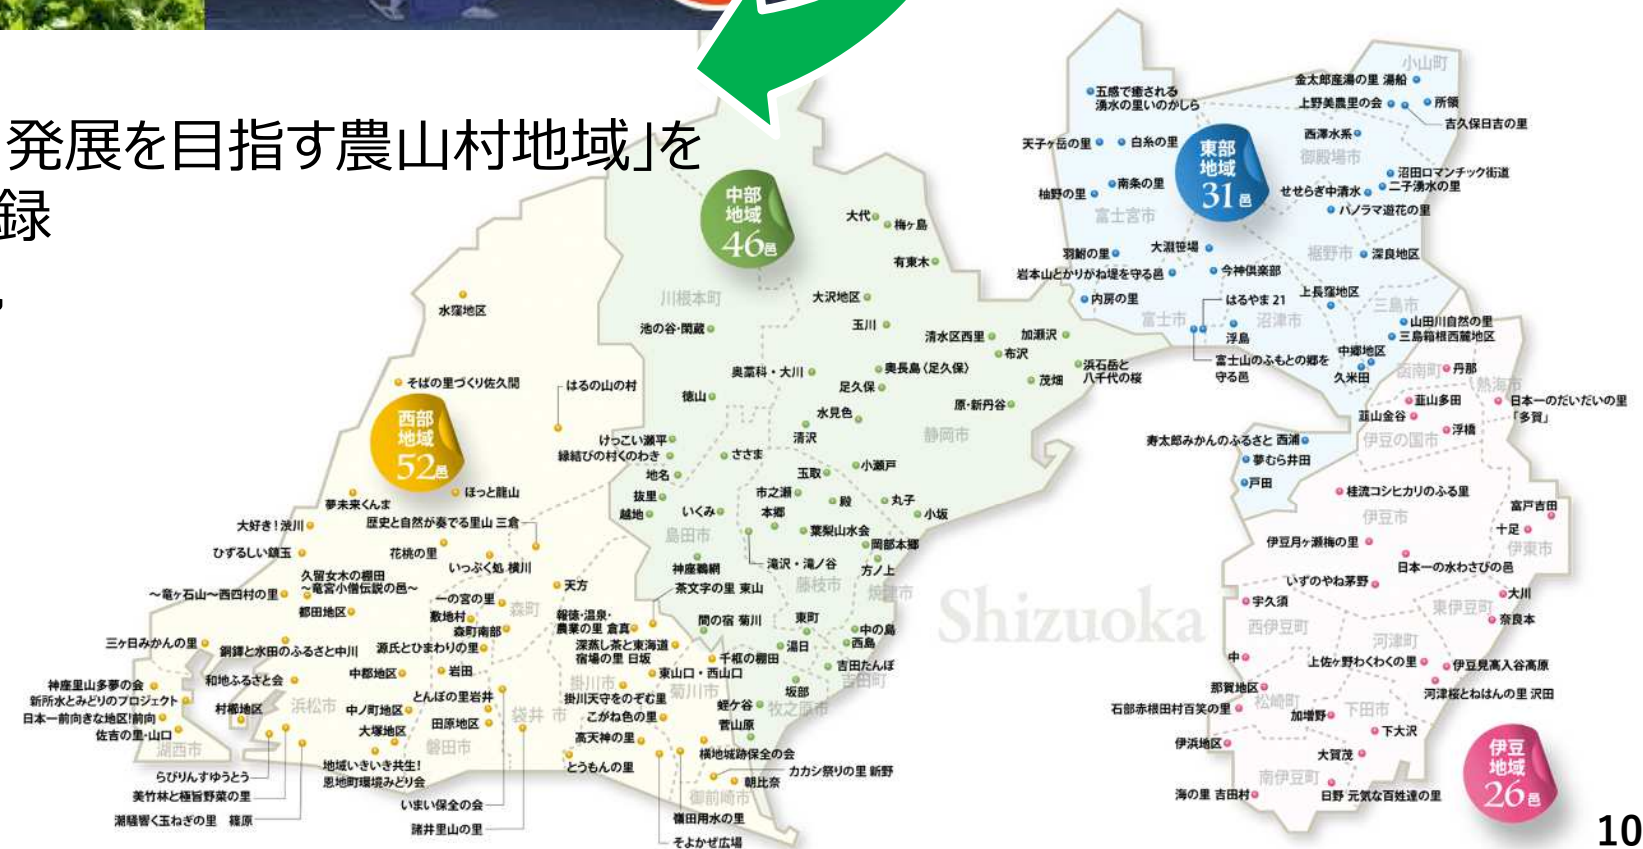 発展を目指す農山村地域」を
録
中部
地域
46邑
東部
地域
31邑
西部
地域
52邑
伊豆
地域
26邑
小山町
金太郎産湯の里 湯船
上野美農里の会
所領
吉久保日吉の里
五感で癒される
湧水の里いのかしら
天子ヶ岳の里
白糸の里
西澤水系
御殿場市
沼田ロマンチック街道
せせらぎ中清水
二子湧水の里
パノラマ遊花の里
南条の里
柚野の里
富士宮市
羽鮒の里
大淵笹場
裾野市
深良地区
岩本山とかりがね堤を守る邑
今神倶楽部
内房の里
はるやま 21
上長窪地区
三島市
富士市
沼津市
浮島
山田川自然の里
三島箱根西麓地区
中郷地区
久米田
富士山のふもとの郷を
守る邑
寿太郎みかんのふるさと 西浦
夢むら井田
戸田
大代
梅ヶ島
有東木
川根本町
大沢地区
池の谷・閑蔵
玉川
清水区西里
加瀬沢
布沢
浜石岳と
八千代の桜
奥藁科・大川
奥長島〈足久保〉
足久保
茂畑
徳山
原・新丹谷
水見色
清沢
静岡市
けっこい瀬平
縁結びの村くのわき
ささま
地名
玉取
小瀬戸
抜里
市之瀬
殿
丸子
越地
いくみ
本郷
小坂
葉梨山水会
島田市
岡部本郷
神座鵜網
滝沢・滝ノ谷
方ノ上
藤枝市
焼津市
茶文字の里 東山
間の宿 菊川
東町
中の島
湯日
西島
吉田たんぼ
吉田町
坂部
牧之原市
蛭ケ谷
菅山原
水窪地区
そばの里づくり佐久間
はるの山の村
夢未来くんま
ほっと龍山
大好き!渋川
歴史と自然が奏でる里山 三倉
ひずるしい鎮玉
花桃の里
いっぷく処 横川
久留女木の棚田
~竜宮小僧伝説の邑~
天方
~竜ヶ石山~西四村の里
一の宮の里
森町
都田地区
敷地村
森町南部
報徳・温泉・
農業の里 倉真
三ヶ日みかんの里
銅鐸と水田のふるさと中川
源氏とひまわりの里
深蒸し茶と東海道
宿場の里 日坂
千框の棚田
神座里山多夢の会
和地ふるさと会
中郡地区
岩田
東山口・西山口
新所水とみどりのプロジェクト
掛川市
菊川市
日本一前向きな地区!前向
村櫛地区
浜松市
中ノ町地区
とんぼの里岩井
掛川天守をのぞむ里
佐吉の里・山口
袋井 市
こがね色の里
湖西市
大塚地区
田原地区
磐田市
高天神の里
横地城跡保全の会
らびりんすゆうとう
地域いきいき共生!
恩地町環境みどり会
とうもんの里
カカシ祭りの里 新野
朝比奈
美竹林と極旨野菜の里
いまい保全の会
御前崎市
潮騒響く玉ねぎの里 篠原
諸井里山の里
嶺田用水の里
そよかぜ広場
函南町
丹那
熱海市
韮山多田
日本一のだいだいの里
「多賀」
韮山金谷
浮橋
伊豆の国市
桂流コシヒカリのふる里
富戸吉田
伊豆市
十足
伊豆月ヶ瀬梅の里
伊東市
日本一の水わさびの邑
いずのやね茅野
大川
宇久須
東伊豆町
奈良本
西伊豆町
河津町
中
上佐ヶ野わくわくの里
伊豆見高入谷高原
那賀地区
河津桜とねはんの里 沢田
松崎町
石部赤根田村百笑の里
加増野
下田市
下大沢
伊浜地区
大賀茂
南伊豆町
海の里 吉田村
日野 元気な百姓達の里
Shizuoka
10